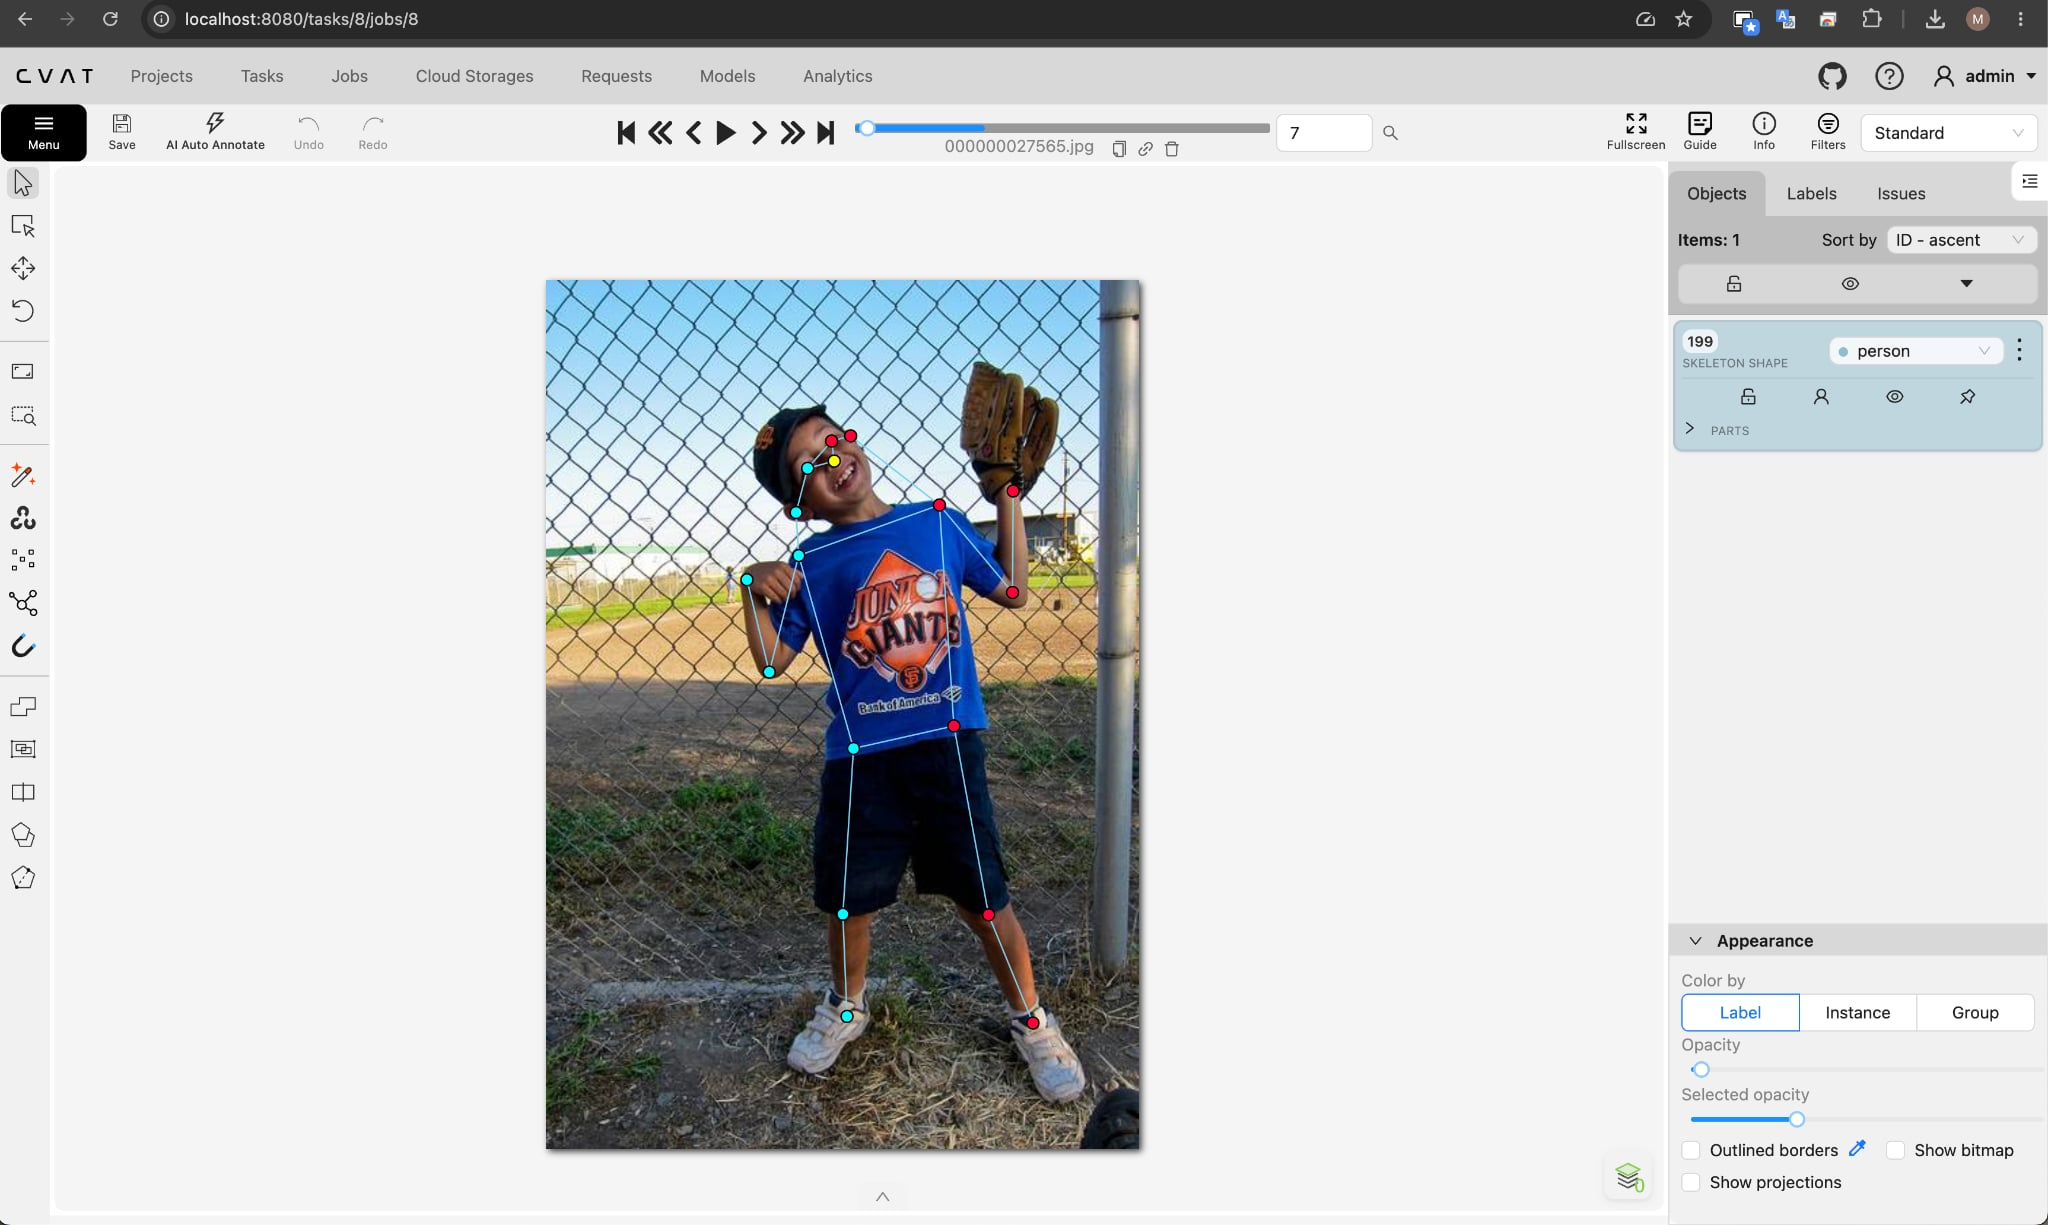 localhost:8080/tasks/8/jobs/8
M
CVAT
Projects
Tasks
Jobs
Cloud Storages
Requests
Models
Analytics
admin
Menu
Save
AI Auto Annotate
Undo
Redo
000000027565.jpg
7
Fullscreen
Guide
Info
Filters
Standard
Objects
Labels
Issues
Items: 1
Sort by
ID - ascent
199
SKELETON SHAPE
person
PARTS
JUNIOR
GIANTS
SF
Bank of America
Appearance
Color by
Label
Instance
Group
Opacity
Selected opacity
Outlined borders
Show bitmap
Show projections
0